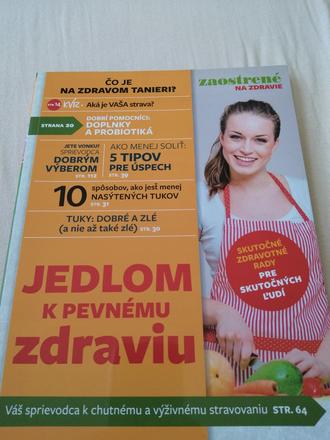 ČO JE
NA ZDRAVOM TANIERI?
STR. 14 KVÍZ - Aká je VAŠA strava?
STRANA 20
DOBRÍ POMOCNÍCI:
DOPLNKY
A PROBIOTIKÁ
JETE VONKU?
SPRIEVODCA
DOBRÝM
VÝBEROM
STR. 112
AKO MENEJ SOLIŤ:
5 TIPOV
PRE ÚSPECH
STR. 39
10 spôsobov, ako jesť menej
NASÝTENÝCH TUKOV
STR. 31
TUKY: DOBRÉ A ZLÉ
(a nie až také zlé) STR. 30
JEDLOM
K PEVNÉMU
zdraviu
zaostrené
NA ZDRAVIE
SKUTOČNÉ
ZDRAVOTNÉ
RADY
PRE
SKUTOČNÝCH
ĽUDÍ
Váš sprievodca k chutnému a výživnému stravovaniu STR. 64